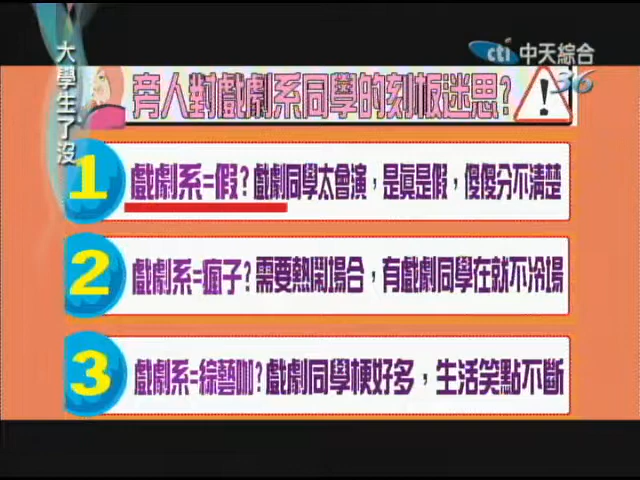 大學生了沒
cti 中天綜合
36
旁人對戲劇系同學的刻板迷思？
1 戲劇系=假？戲劇同學太會演，是真是假，傻傻分不清楚
2 戲劇系=瘋子？需要熱鬧場合，有戲劇同學在就不冷場
3 戲劇系=綜藝咖？戲劇同學梗好多，生活笑點不斷